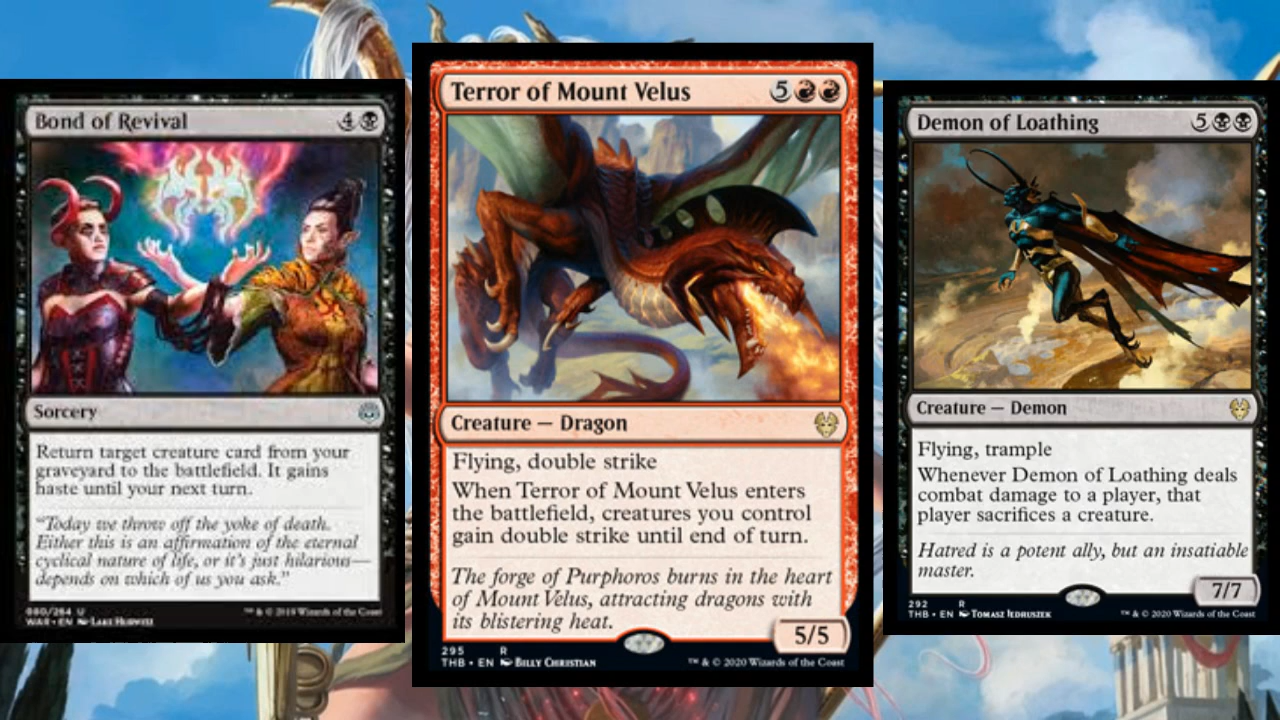 Bond of Revival 4
Sorcery
Return target creature card from your
graveyard to the battlefield. It gains
haste until your next turn.
“Today we throw off the yoke of death.
Either this is an affirmation of the eternal
cyclical nature of life, or it’s just hilarious—
depends on which of us you ask.”
080/264 U
WAR • EN Lake Hurwitz
™ & © 2019 Wizards of the Coast
Terror of Mount Velus 5
Creature — Dragon
Flying, double strike
When Terror of Mount Velus enters
the battlefield, creatures you control
gain double strike until end of turn.
The forge of Purphoros burns in the heart
of Mount Velus, attracting dragons with
its blistering heat.
5/5
295 R
THB • EN Billy Christian
™ & © 2020 Wizards of the Coast
Demon of Loathing 5
Creature — Demon
Flying, trample
Whenever Demon of Loathing deals
combat damage to a player, that
player sacrifices a creature.
Hatred is a potent ally, but an insatiable
master.
7/7
292 R
THB • EN Tomasz Jedruszek
™ & © 2020 Wizards of the Coast